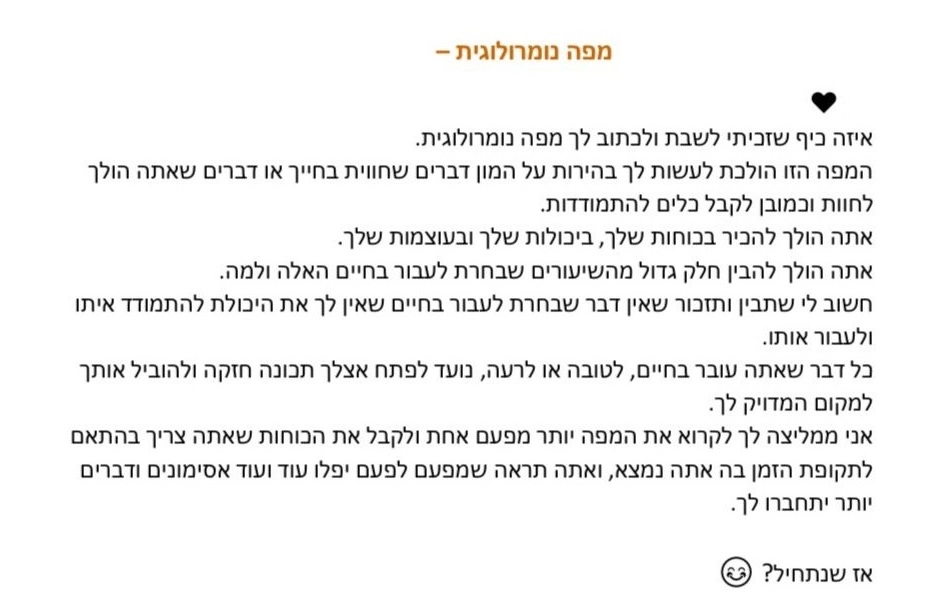 מפה נומרולוגית –
♥
איזה כיף שזכיתי לשבת ולכתוב לך מפה נומרולוגית.
המפה הזו הולכת לעשות לך בהירות על המון דברים שחווית בחייך או דברים שאתה הולך
לחוות וכמובן לקבל כלים להתמודדות.
אתה הולך להכיר בכוחות שלך, ביכולות שלך ובעוצמות שלך.
אתה הולך להבין חלק גדול מהשיעורים שבחרת לעבור בחיים האלה ולמה.
חשוב לי שתבין ותזכור שאין דבר שבחרת לעבור בחיים שאין לך את היכולת להתמודד איתו
ולעבור אותו.
כל דבר שאתה עובר בחיים, לטובה או לרעה, נועד לפתח אצלך תכונה חזקה ולהוביל אותך
למקום המדויק לך.
אני ממליצה לך לקרוא את המפה יותר מפעם אחת ולקבל את הכוחות שאתה צריך בהתאם
לתקופת הזמן בה אתה נמצא, ואתה תראה שמפעם לפעם יפלו עוד ועוד אסימונים ודברים
יותר יתחברו לך.
אז שנתחיל? 😊